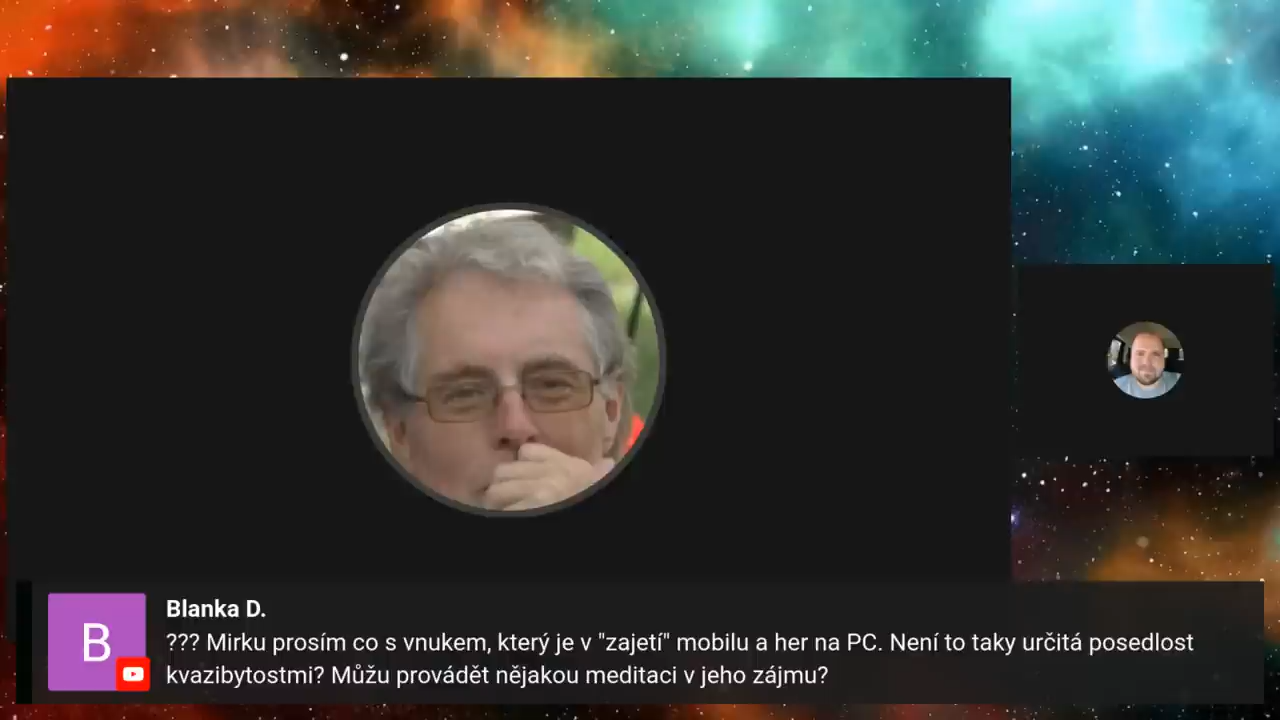 B
Blanka D.
??? Mirku prosím co s vnukem, který je v "zajetí" mobilu a her na PC. Není to taky určitá posedlost
kvazibytostmi? Můžu provádět nějakou meditaci v jeho zájmu?